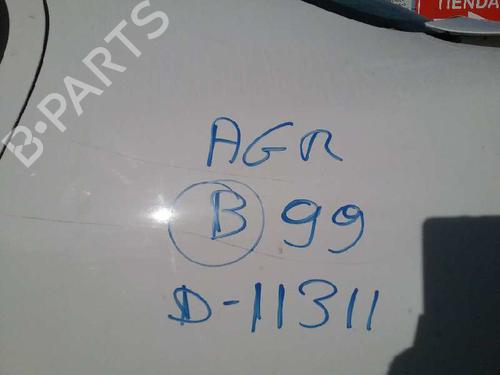 TIENDA
B-PARTS
AGR
B 99
D-11311